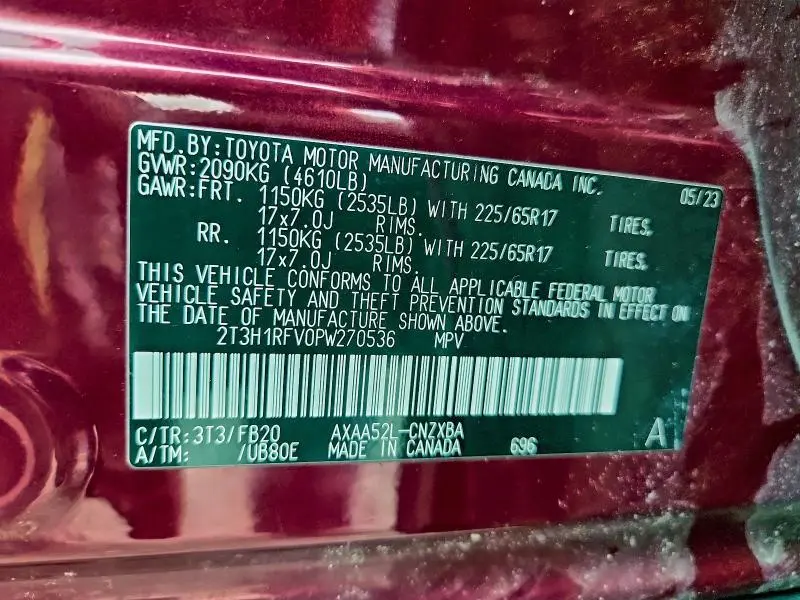 MFD.BY:TOYOTA MOTOR MANUFACTURING CANADA INC. 05/23
GVWR:2090KG (4610LB)
GAWR:FRT. 1150KG (2535LB) WITH 225/65R17 TIRES,
17x7.0J RIMS.
RR. 1150KG (2535LB) WITH 225/65R17 TIRES,
17x7.0J RIMS.
THIS VEHICLE CONFORMS TO ALL APPLICABLE FEDERAL MOTOR
VEHICLE SAFETY AND THEFT PREVENTION STANDARDS IN EFFECT ON
THE DATE OF MANUFACTURE SHOWN ABOVE.
2T3H1RFV0PW270536 MPV
C/TR:3T3/FB20 AXAA52L-CNZXBA A
A/TM: /UB80E MADE IN CANADA 696